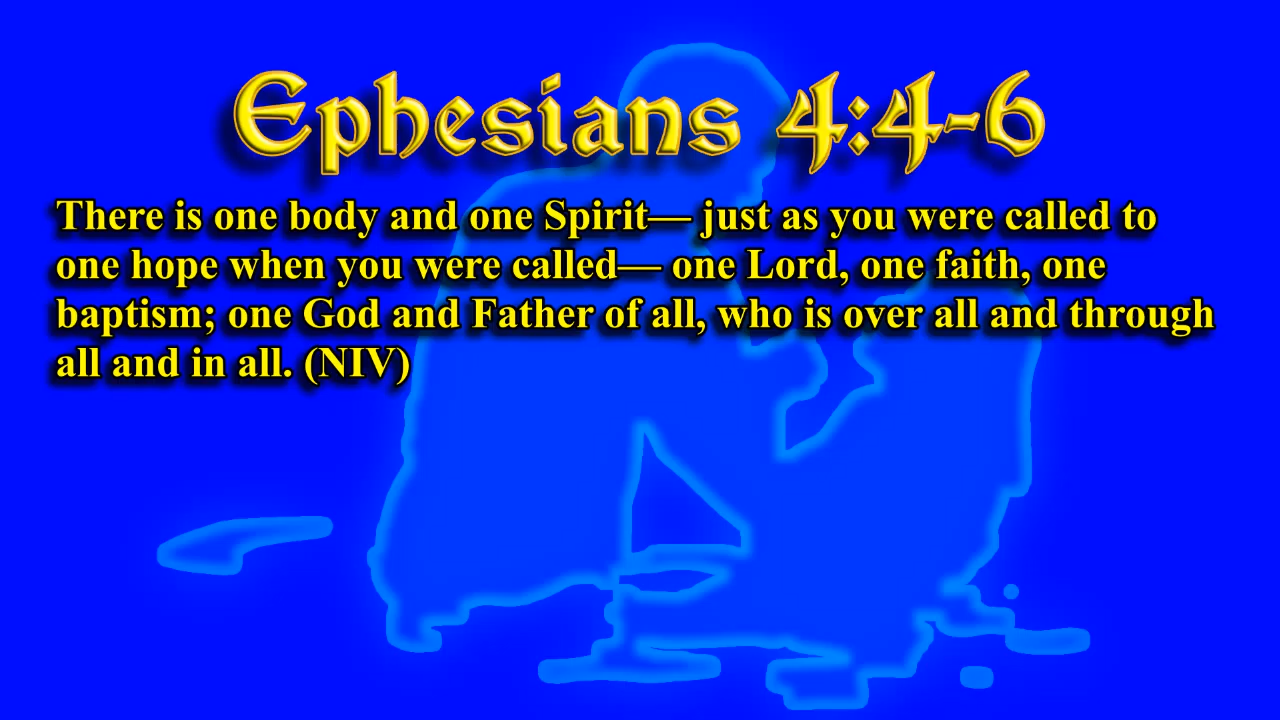 Ephesians 4:4-6
There is one body and one Spirit— just as you were called to
one hope when you were called— one Lord, one faith, one
baptism; one God and Father of all, who is over all and through
all and in all. (NIV)